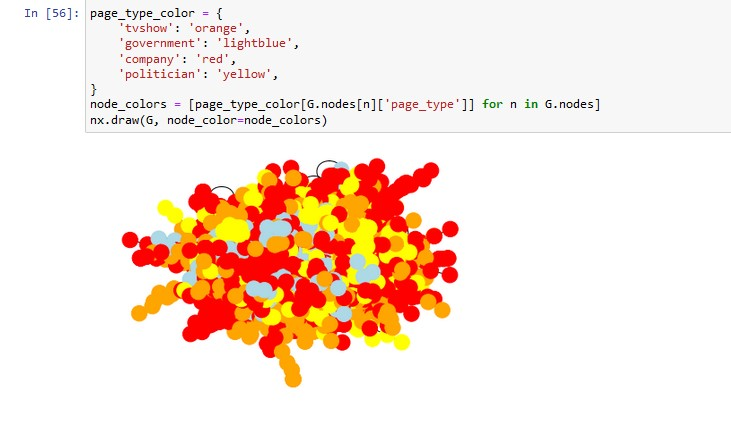 In [56]: page_type_color = {
    'tvshow': 'orange',
    'government': 'lightblue',
    'company': 'red',
    'politician': 'yellow',
}
node_colors = [page_type_color[G.nodes[n]['page_type']] for n in G.nodes]
nx.draw(G, node_color=node_colors)